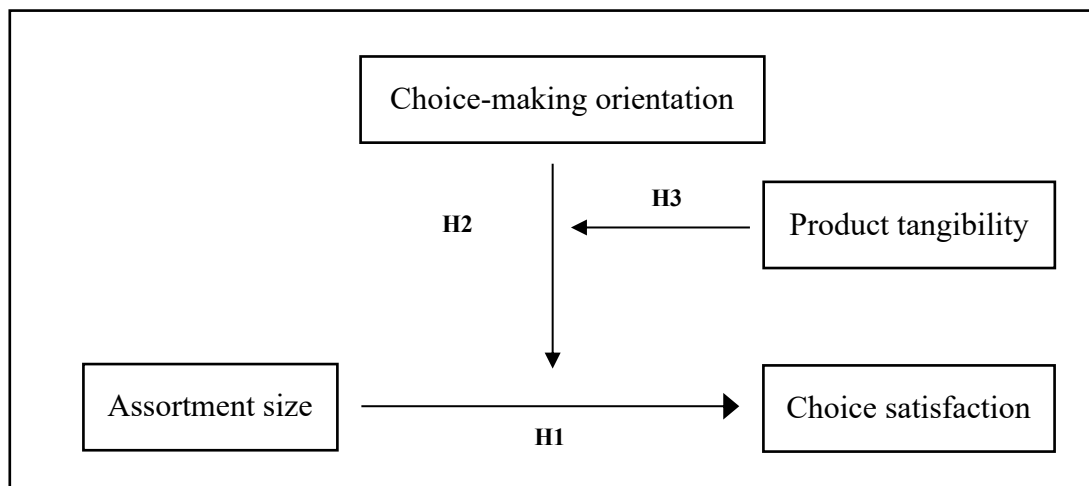 Choice-making orientation
H3
H2
Product tangibility
Assortment size
Choice satisfaction
H1